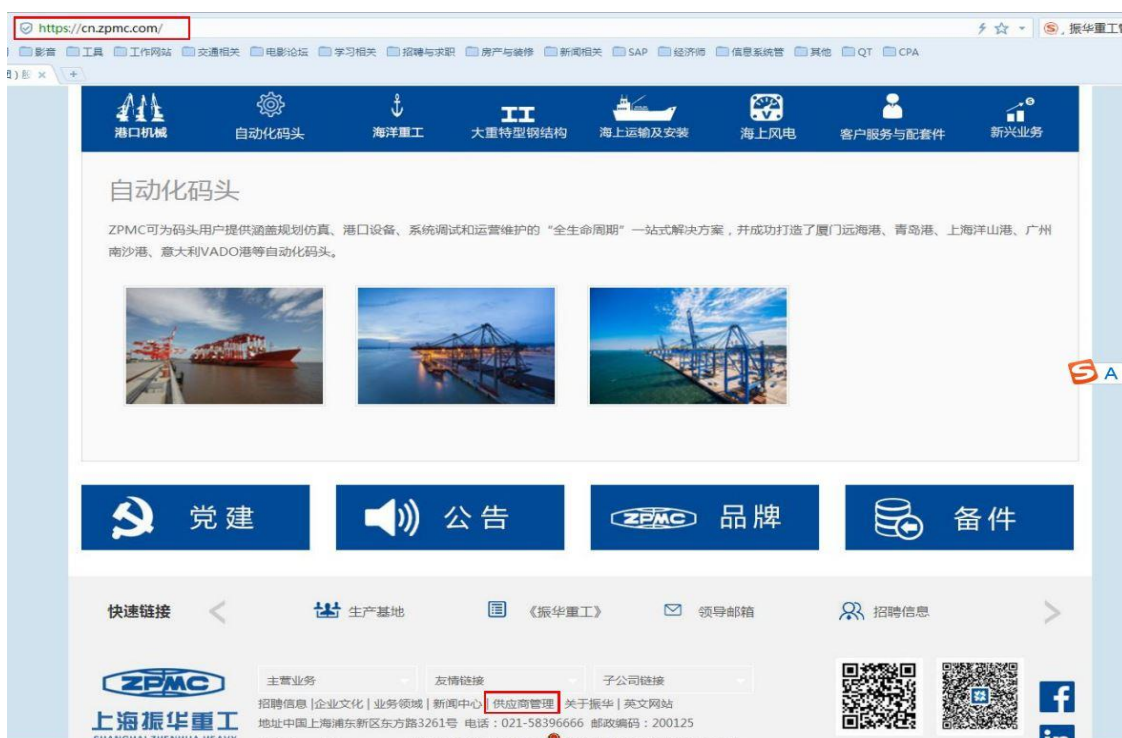 https://cn.zpmc.com/
振华重工
影音 工具 工作网站 交通相关 电影论坛 学习相关 招聘与求职 房产与装修 新闻相关 SAP 经济师 信息系统管 其他 QT CPA
港口机械 自动化码头 海洋重工 大重特型钢结构 海上运输及安装 海上风电 客户服务与配套件 新兴业务
自动化码头
ZPMC可为码头用户提供涵盖规划仿真、港口设备、系统调试和运营维护的“全生命周期”一站式解决方案,并成功打造了厦门远海港、青岛港、上海洋山港、广州
南沙港、意大利VADO港等自动化码头。
S A
党建 公告 ZPMC 品牌 备件
快速链接 生产基地 《振华重工》 领导邮箱 招聘信息
ZPMC 主营业务 友情链接 子公司链接
招聘信息|企业文化|业务领域|新闻中心|供应商管理 关于振华|英文网站
上海振华重工 地址中国上海浦东新区东方路3261号 电话:021-58396666 邮政编码:200125